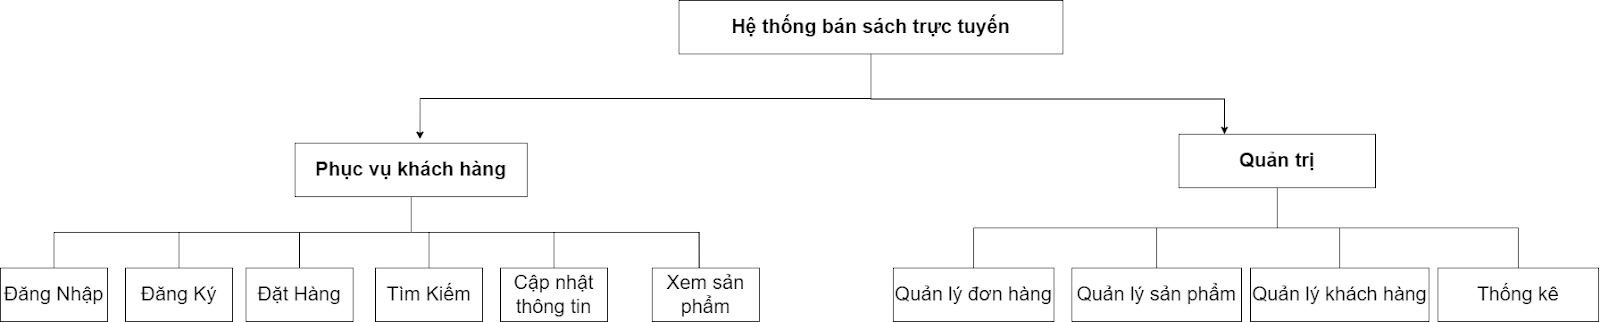 Hệ thống bán sách trực tuyến
Phục vụ khách hàng
Quản trị
Đăng Nhập
Đăng Ký
Đặt Hàng
Tìm Kiếm
Cập nhật
thông tin
Xem sản
phẩm
Quản lý đơn hàng
Quản lý sản phẩm
Quản lý khách hàng
Thống kê